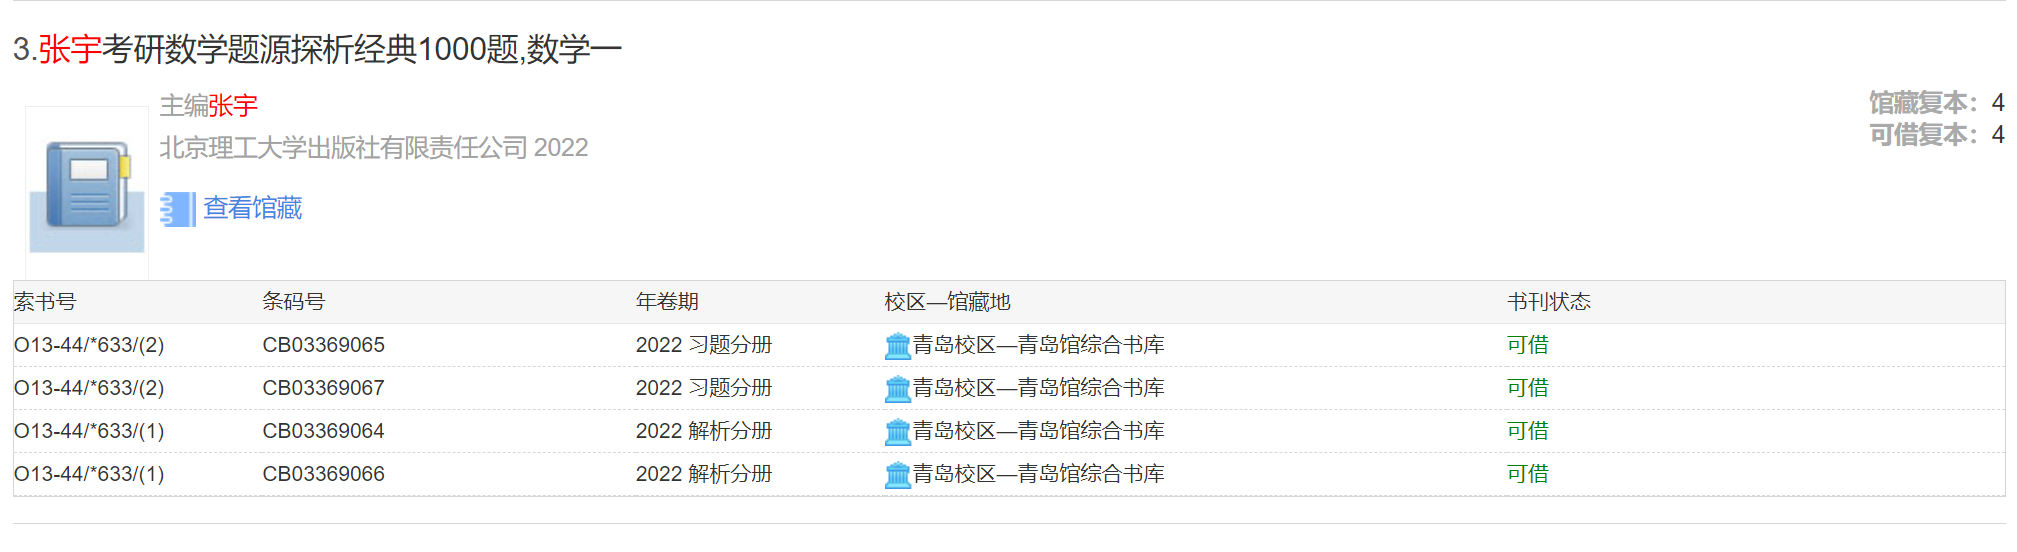 3.张宇考研数学题源探析经典1000题,数学一
主编张宇
北京理工大学出版社有限责任公司 2022
馆藏复本：4
可借复本：4
查看馆藏
索书号 条码号 年卷期 校区—馆藏地 书刊状态
O13-44/*633/(2) CB03369065 2022 习题分册 青岛校区—青岛馆综合书库 可借
O13-44/*633/(2) CB03369067 2022 习题分册 青岛校区—青岛馆综合书库 可借
O13-44/*633/(1) CB03369064 2022 解析分册 青岛校区—青岛馆综合书库 可借
O13-44/*633/(1) CB03369066 2022 解析分册 青岛校区—青岛馆综合书库 可借